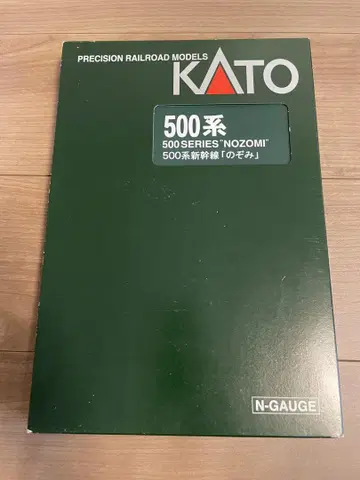 PRECISION RAILROAD MODELS
KATO
500系
500 SERIES "NOZOMI"
500系新幹線「のぞみ」
N-GAUGE